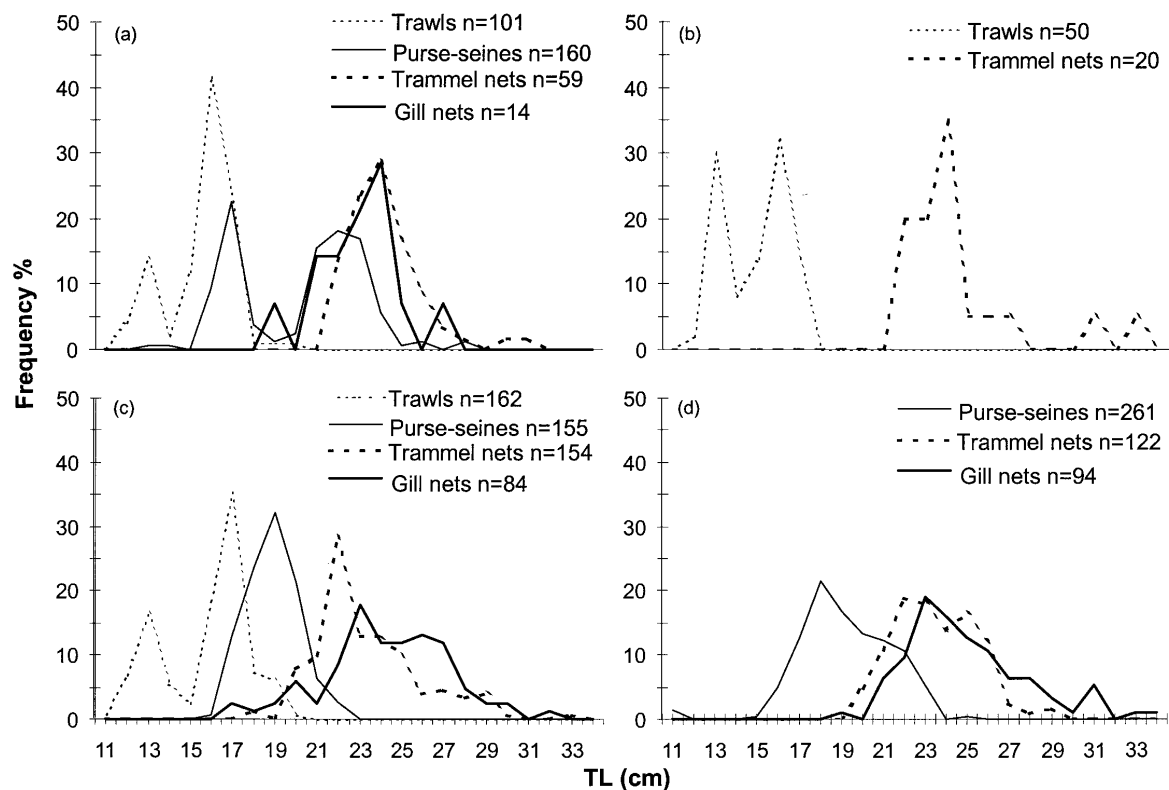 Frequency %
(a)
Trawls n=101
Purse-seines n=160
Trammel nets n=59
Gill nets n=14
50
40
30
20
10
0
(b)
Trawls n=50
Trammel nets n=20
50
40
30
20
10
0
(c)
Trawls n=162
Purse-seines n=155
Trammel nets n=154
Gill nets n=84
50
40
30
20
10
0
11 13 15 17 19 21 23 25 27 29 31 33
(d)
Purse-seines n=261
Trammel nets n=122
Gill nets n=94
50
40
30
20
10
0
11 13 15 17 19 21 23 25 27 29 31 33
TL (cm)